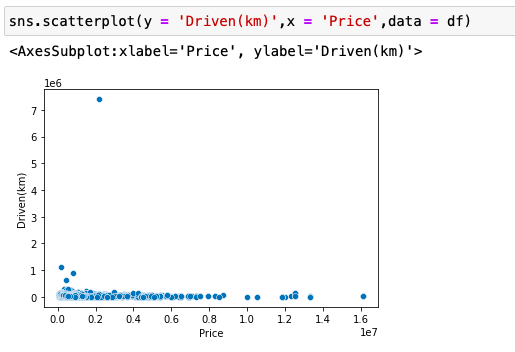 sns.scatterplot(y = 'Driven(km)',x = 'Price',data = df)
<AxesSubplot:xlabel='Price', ylabel='Driven(km)'>
1e6
7
6
5
4
3
2
1
0
Driven(km)
0.0 0.2 0.4 0.6 0.8 1.0 1.2 1.4 1.6
Price 1e7